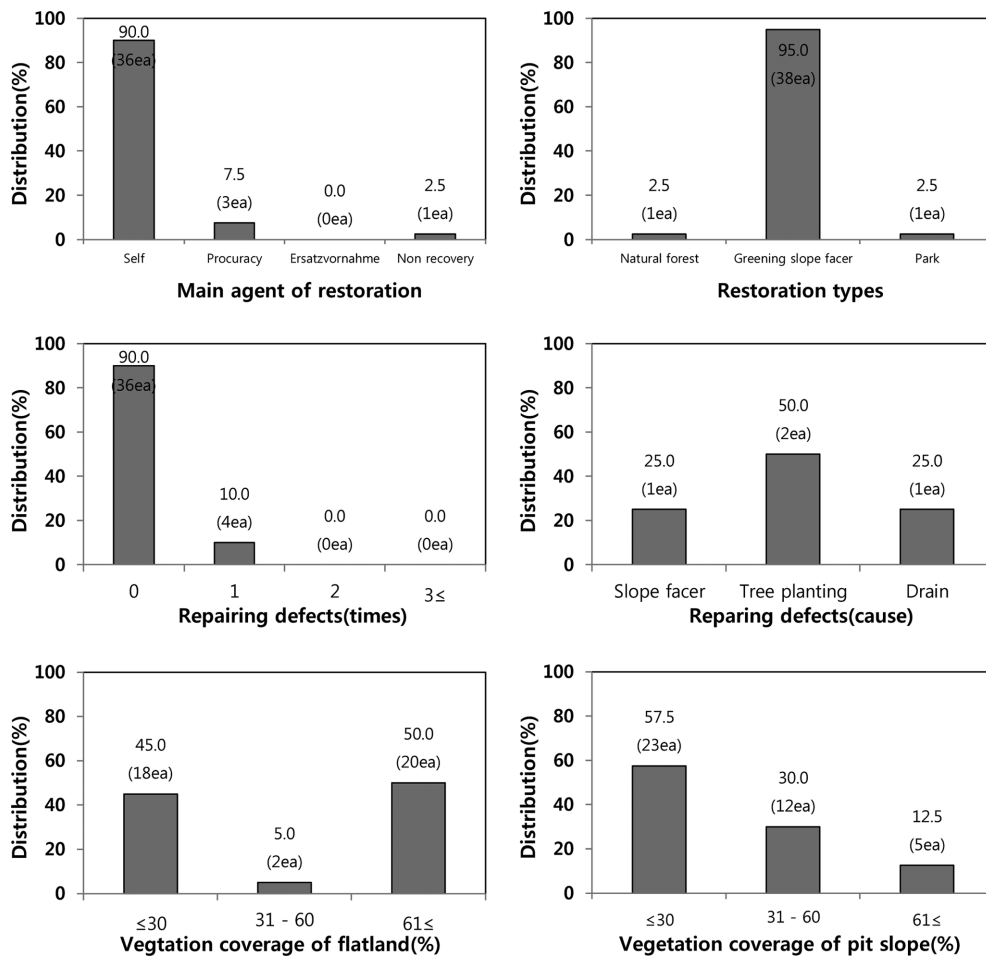 100
80
60
40
20
0
Distribution(%)
90.0
(36ea)
7.5
(3ea)
0.0
(0ea)
2.5
(1ea)
Self Procuracy Ersatzvornahme Non recovery
Main agent of restoration
100
80
60
40
20
0
Distribution(%)
2.5
(1ea)
95.0
(38ea)
2.5
(1ea)
Natural forest Greening slope facer Park
Restoration types
100
80
60
40
20
0
Distribution(%)
90.0
(36ea)
10.0
(4ea)
0.0
(0ea)
0.0
(0ea)
0 1 2 3≤
Repairing defects(times)
100
80
60
40
20
0
Distribution(%)
25.0
(1ea)
50.0
(2ea)
25.0
(1ea)
Slope facer Tree planting Drain
Reparing defects(cause)
100
80
60
40
20
0
Distribution(%)
45.0
(18ea)
5.0
(2ea)
50.0
(20ea)
≤30 31 - 60 61≤
Vegtation coverage of flatland(%)
100
80
60
40
20
0
Distribution(%)
57.5
(23ea)
30.0
(12ea)
12.5
(5ea)
≤30 31 - 60 61≤
Vegetation coverage of pit slope(%)